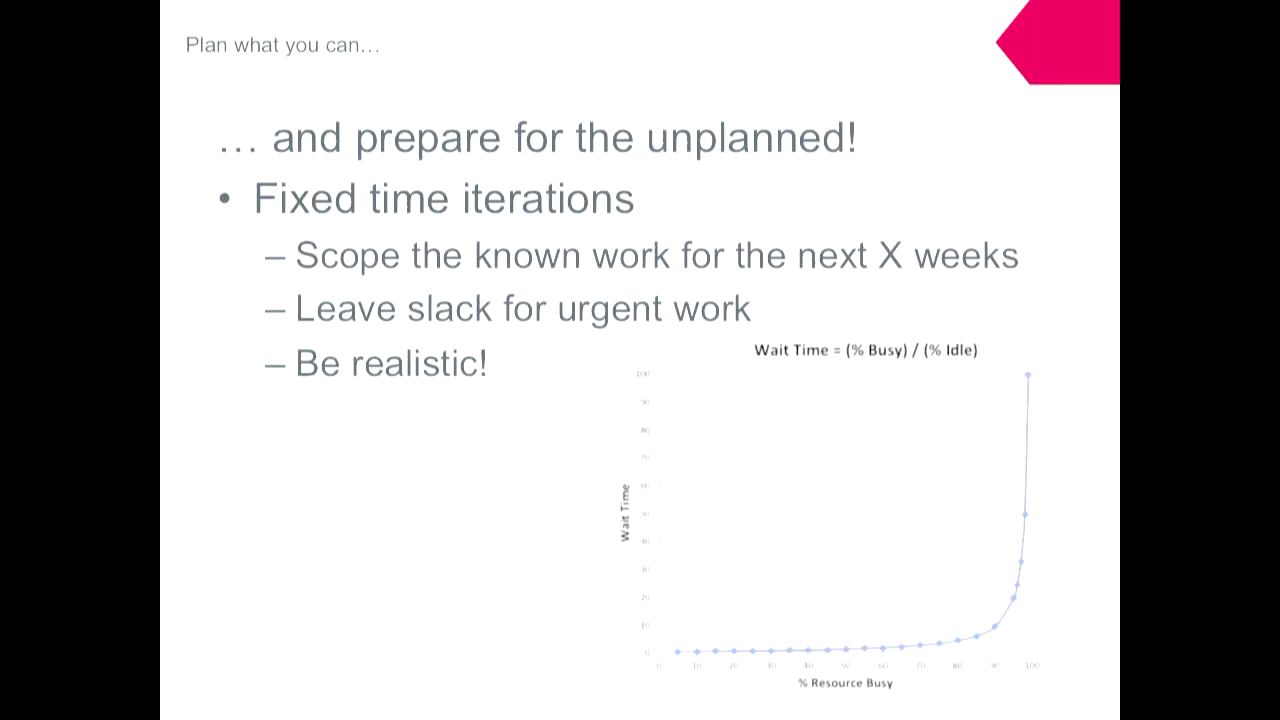 Plan what you can…
… and prepare for the unplanned!
• Fixed time iterations
– Scope the known work for the next X weeks
– Leave slack for urgent work
– Be realistic!
Wait Time = (% Busy) / (% Idle)
100
90
80
70
60
50
40
30
20
10
0
Wait Time
0 10 20 30 40 50 60 70 80 90 100
% Resource Busy